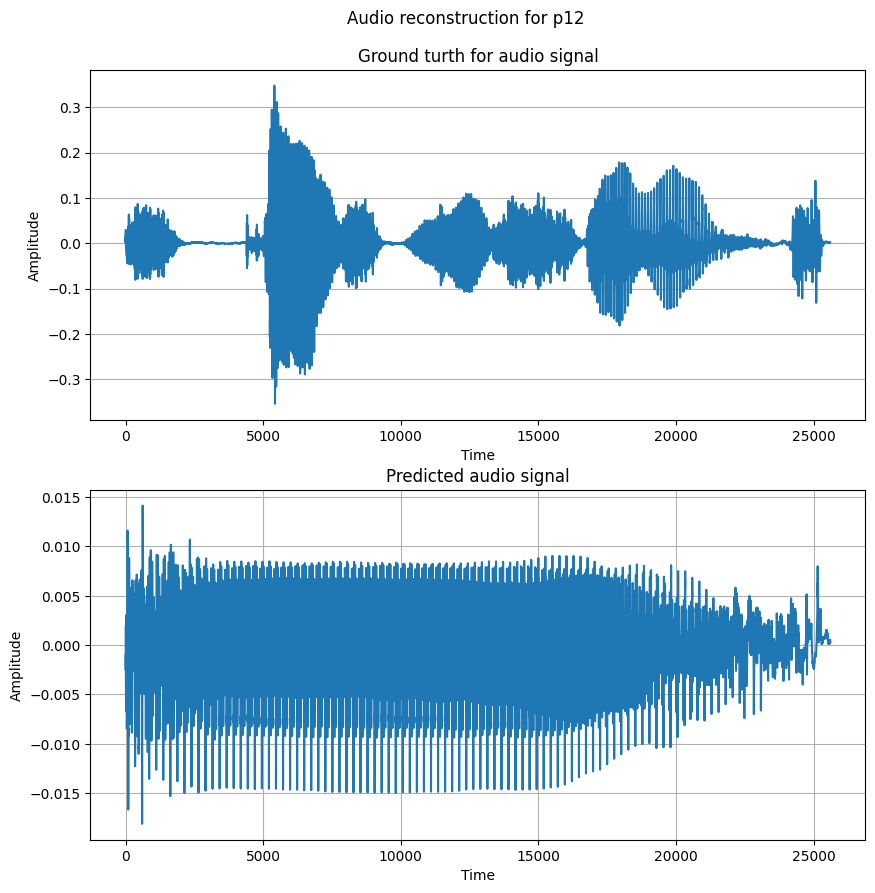 Audio reconstruction for p12
Ground turth for audio signal
0.3
0.2
0.1
0.0
−0.1
−0.2
−0.3
Amplitude
0 5000 10000 15000 20000 25000
Time
Predicted audio signal
0.015
0.010
0.005
0.000
−0.005
−0.010
−0.015
Amplitude
0 5000 10000 15000 20000 25000
Time